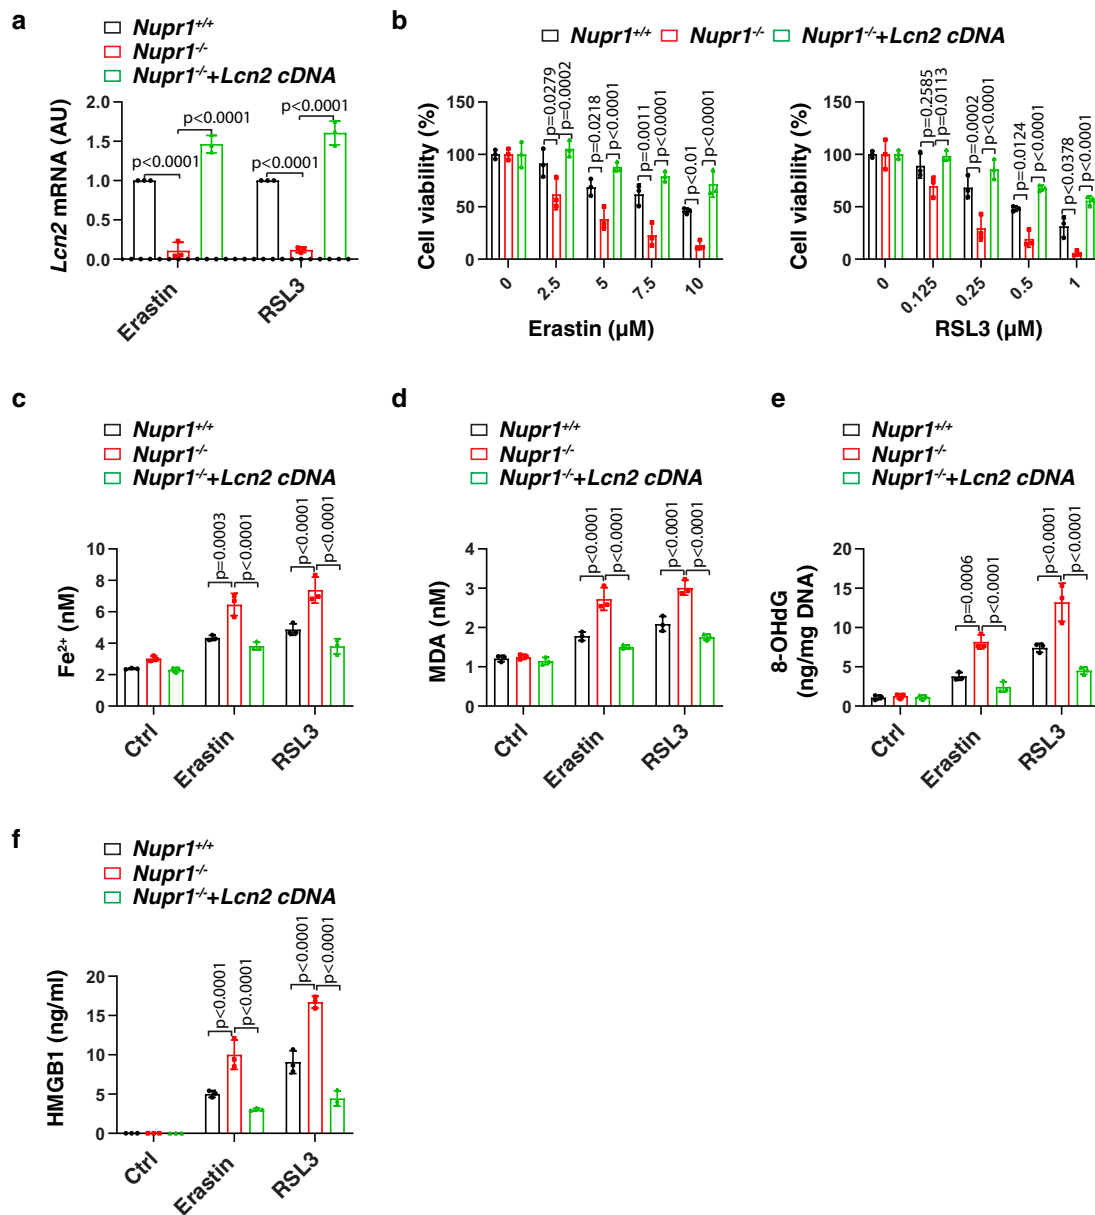 a
Nupr1+/+
Nupr1-/-
Nupr1-/-+Lcn2 cDNA
Lcn2 mRNA (AU)
2.0
1.5
1.0
0.5
0.0
p<0.0001
p<0.0001
p<0.0001
p<0.0001
Erastin
RSL3
b
Nupr1+/+ Nupr1-/- Nupr1-/-+Lcn2 cDNA
Cell viability (%)
150
100
50
0
p=0.0279
p=0.0002
p=0.0218
p<0.0001
p=0.0011
p<0.0001
p<0.01
p<0.0001
0 2.5 5 7.5 10
Erastin (μM)
Cell viability (%)
150
100
50
0
p=0.2585
p=0.0113
p=0.0002
p<0.0001
p=0.0124
p<0.0001
p<0.0378
p<0.0001
0 0.125 0.25 0.5 1
RSL3 (μM)
c
Nupr1+/+
Nupr1-/-
Nupr1-/-+Lcn2 cDNA
Fe2+ (nM)
10
8
6
4
2
0
p=0.0003
p<0.0001
p<0.0001
p<0.0001
Ctrl
Erastin
RSL3
d
Nupr1+/+
Nupr1-/-
Nupr1-/-+Lcn2 cDNA
MDA (nM)
4
3
2
1
0
p<0.0001
p<0.0001
p<0.0001
p<0.0001
Ctrl
Erastin
RSL3
e
Nupr1+/+
Nupr1-/-
Nupr1-/-+Lcn2 cDNA
8-OHdG
(ng/mg DNA)
20
15
10
5
0
p=0.0006
p<0.0001
p<0.0001
p<0.0001
Ctrl
Erastin
RSL3
f
Nupr1+/+
Nupr1-/-
Nupr1-/-+Lcn2 cDNA
HMGB1 (ng/ml)
20
15
10
5
0
p<0.0001
p<0.0001
p<0.0001
p<0.0001
Ctrl
Erastin
RSL3